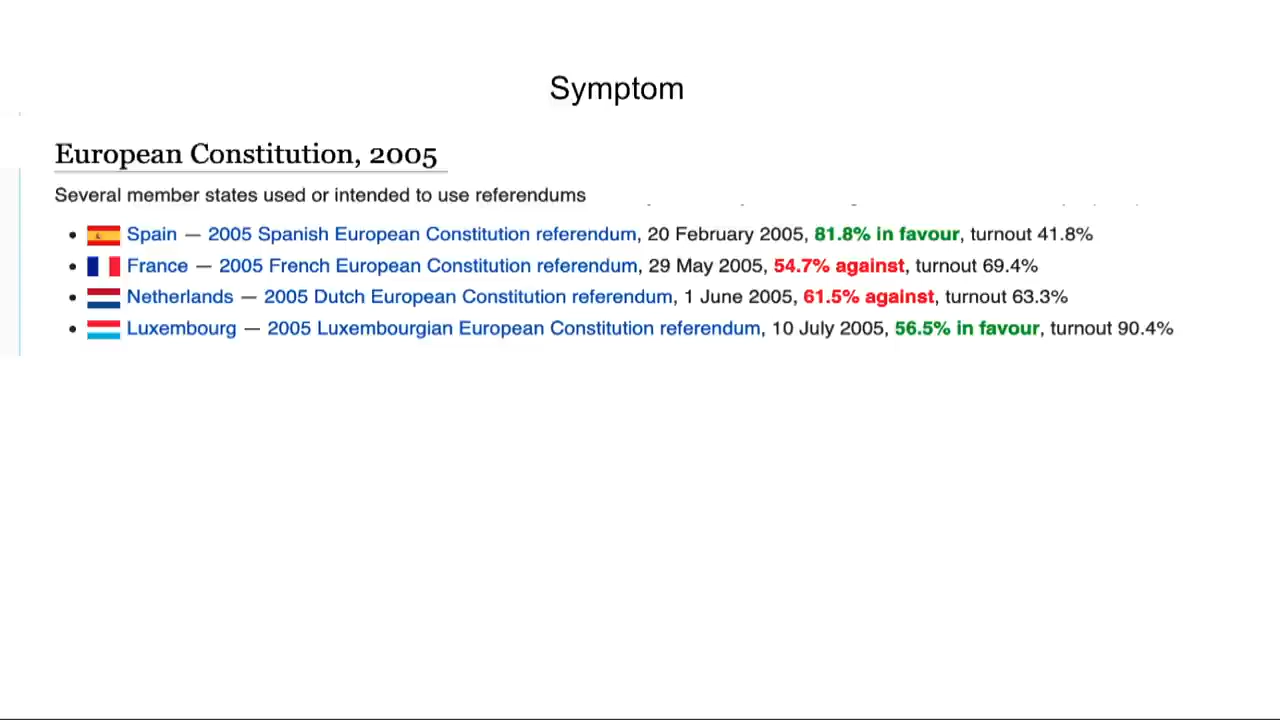 Symptom
European Constitution, 2005
Several member states used or intended to use referendums
Spain — 2005 Spanish European Constitution referendum, 20 February 2005, 81.8% in favour, turnout 41.8%
France — 2005 French European Constitution referendum, 29 May 2005, 54.7% against, turnout 69.4%
Netherlands — 2005 Dutch European Constitution referendum, 1 June 2005, 61.5% against, turnout 63.3%
Luxembourg — 2005 Luxembourgian European Constitution referendum, 10 July 2005, 56.5% in favour, turnout 90.4%